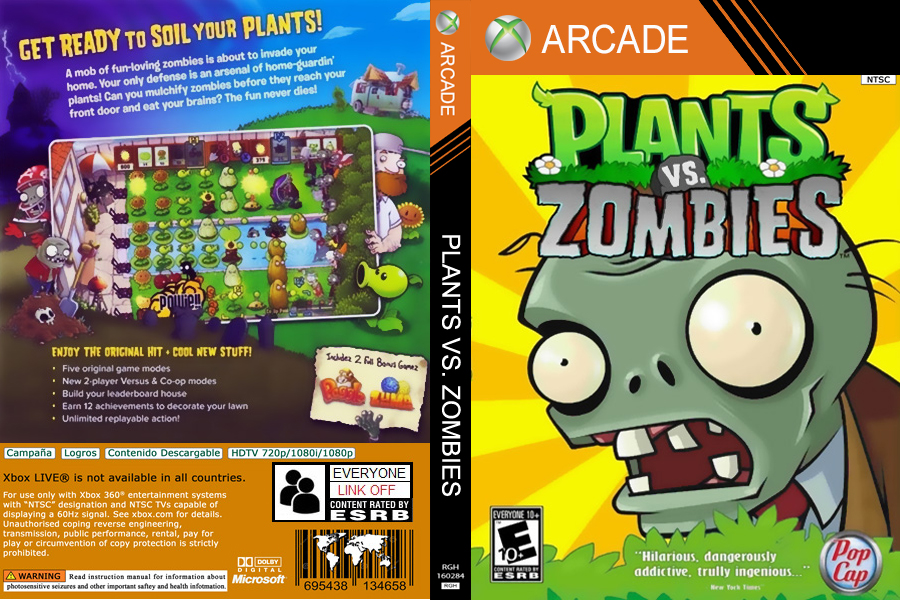 GET READY TO SOIL YOUR PLANTS!
A mob of fun-loving zombies is about to invade your
home. Your only defense is an arsenal of home-guardin'
plants! Can you mulchify zombies before they reach your
front door and eat your brains? The fun never dies!
POWIE!!
ENJOY THE ORIGINAL HIT + COOL NEW STUFF!
• Five original game modes
• New 2-player Versus & Co-op modes
• Build your leaderboard house
• Earn 12 achievements to decorate your lawn
• Unlimited replayable action!
Includes 2 Full Bonus Games
Campaña
Logros
Contenido Descargable
HDTV 720p/1080i/1080p
Xbox LIVE® is not available in all countries.
For use only with Xbox 360® entertainment systems
with “NTSC” designation and NTSC TVs capable of
displaying a 60Hz signal. See xbox.com for details.
Unauthorised coping reverse engineering,
transmission, public performance, rental, pay for
play or circumvention of copy protection is strictly
prohibited.
WARNING Read instruction manual for information about
photosensitive seizures and other important saftey and health infotmation.
EVERYONE
LINK OFF
CONTENT RATED BY
ESRB
DOLBY
DIGITAL
Microsoft
695438 134658
ARCADE
PLANTS VS. ZOMBIES
RGH
160284
RGH
ARCADE
NTSC
PLANTS
VS.
ZOMBIES™
EVERYONE 10+
E
10+
CONTENT RATED BY
ESRB
"Hilarious, dangerously
addictive, trully ingenious..."
New York Times
Pop
Cap